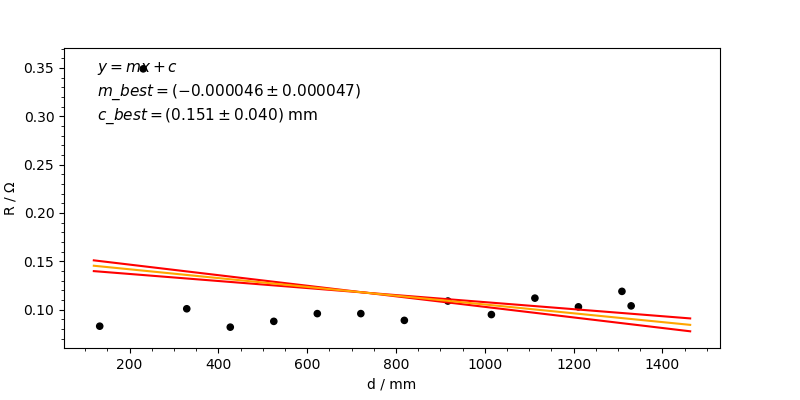 y = mx + c
m_best = (−0.000046 ± 0.000047)
c_best = (0.151 ± 0.040) mm
R / Ω
0.35
0.30
0.25
0.20
0.15
0.10
200 400 600 800 1000 1200 1400
d / mm